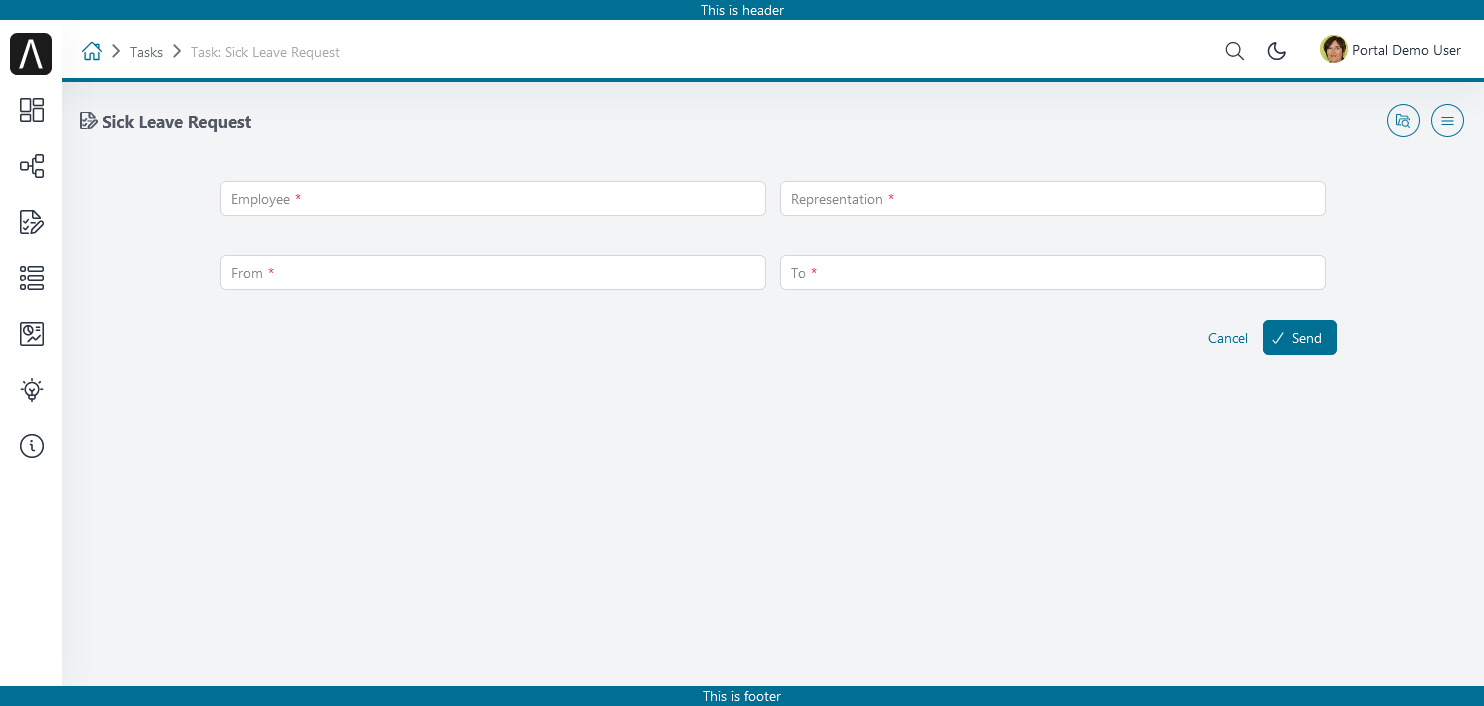 This is header
Tasks
Task: Sick Leave Request
Portal Demo User
Sick Leave Request
Employee *
Representation *
From *
To *
Cancel
Send
This is footer